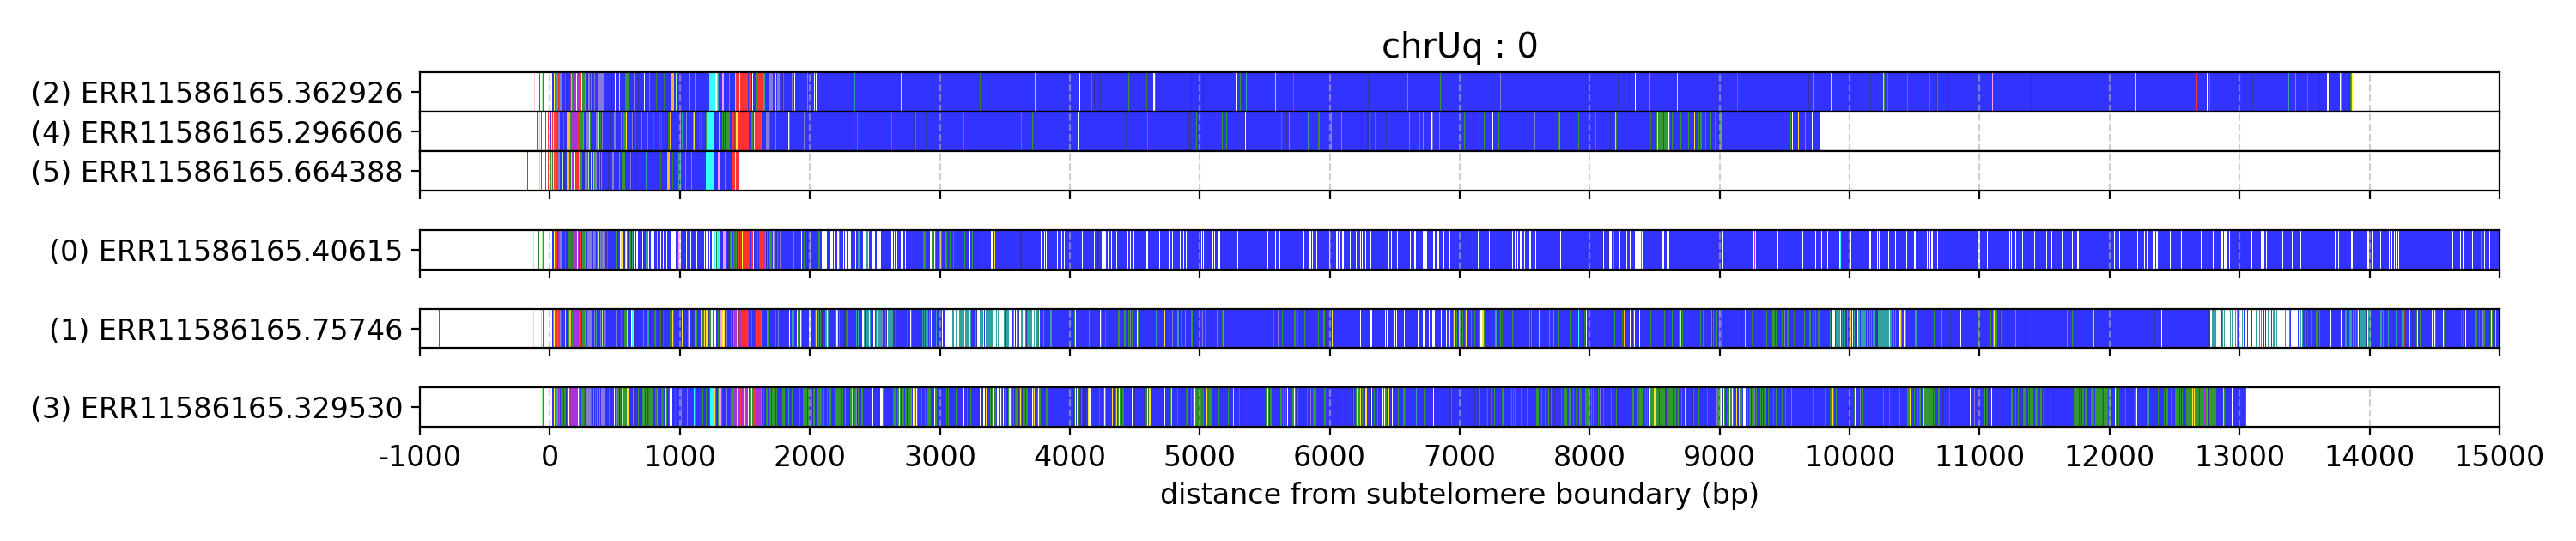 chrUq : 0
(2) ERR11586165.362926
(4) ERR11586165.296606
(5) ERR11586165.664388
(0) ERR11586165.40615
(1) ERR11586165.75746
(3) ERR11586165.329530
-1000 0 1000 2000 3000 4000 5000 6000 7000 8000 9000 10000 11000 12000 13000 14000 15000
distance from subtelomere boundary (bp)